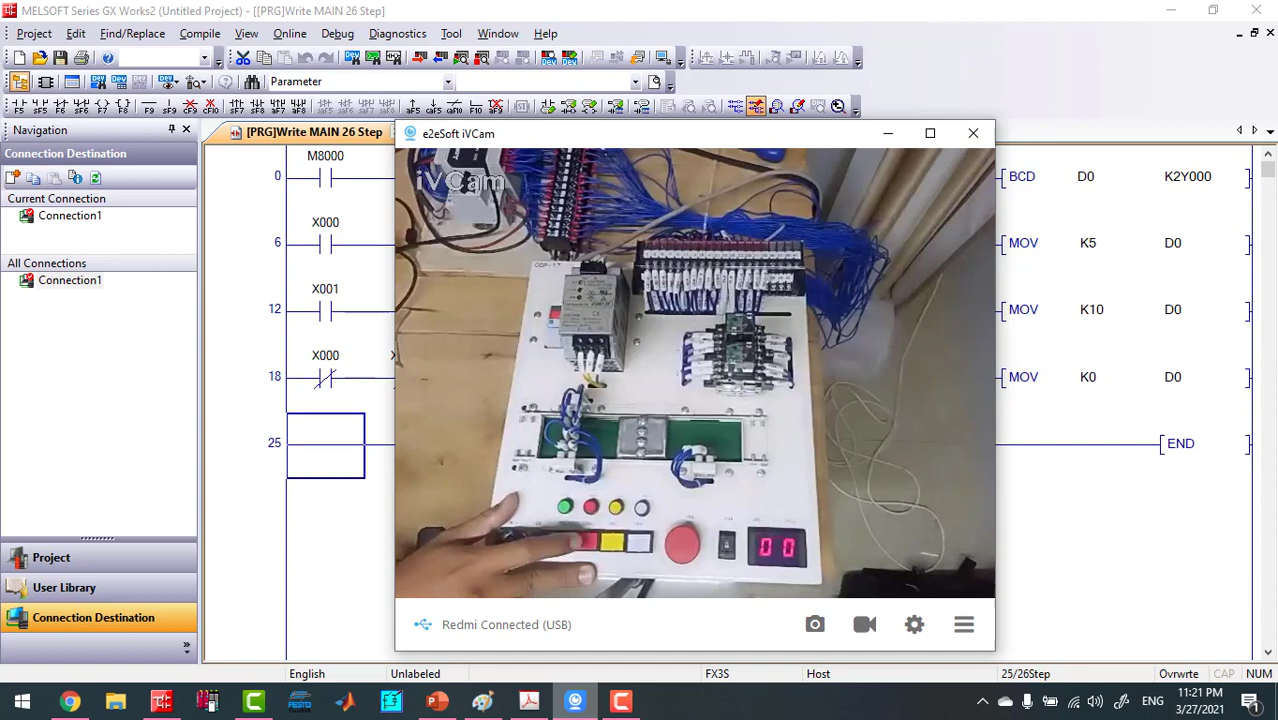 MELSOFT Series GX Works2 (Untitled Project) - [[PRG]Write MAIN 26 Step]
Project Edit Find/Replace Compile View Online Debug Diagnostics Tool Window Help
Parameter
Navigation
[PRG]Write MAIN 26 Step
Connection Destination
Current Connection
Connection1
All Connections
Connection1
Project
User Library
Connection Destination
M8000
0
BCD D0 K2Y000
X000
6
MOV K5 D0
X001
12
MOV K10 D0
X000
18
MOV K0 D0
25
END
e2eSoft iVCam
iVCam
00
Redmi Connected (USB)
English Unlabeled FX3S Host 25/26Step Ovrwrte CAP NUM
FESTO
ENG
11:21 PM
3/27/2021